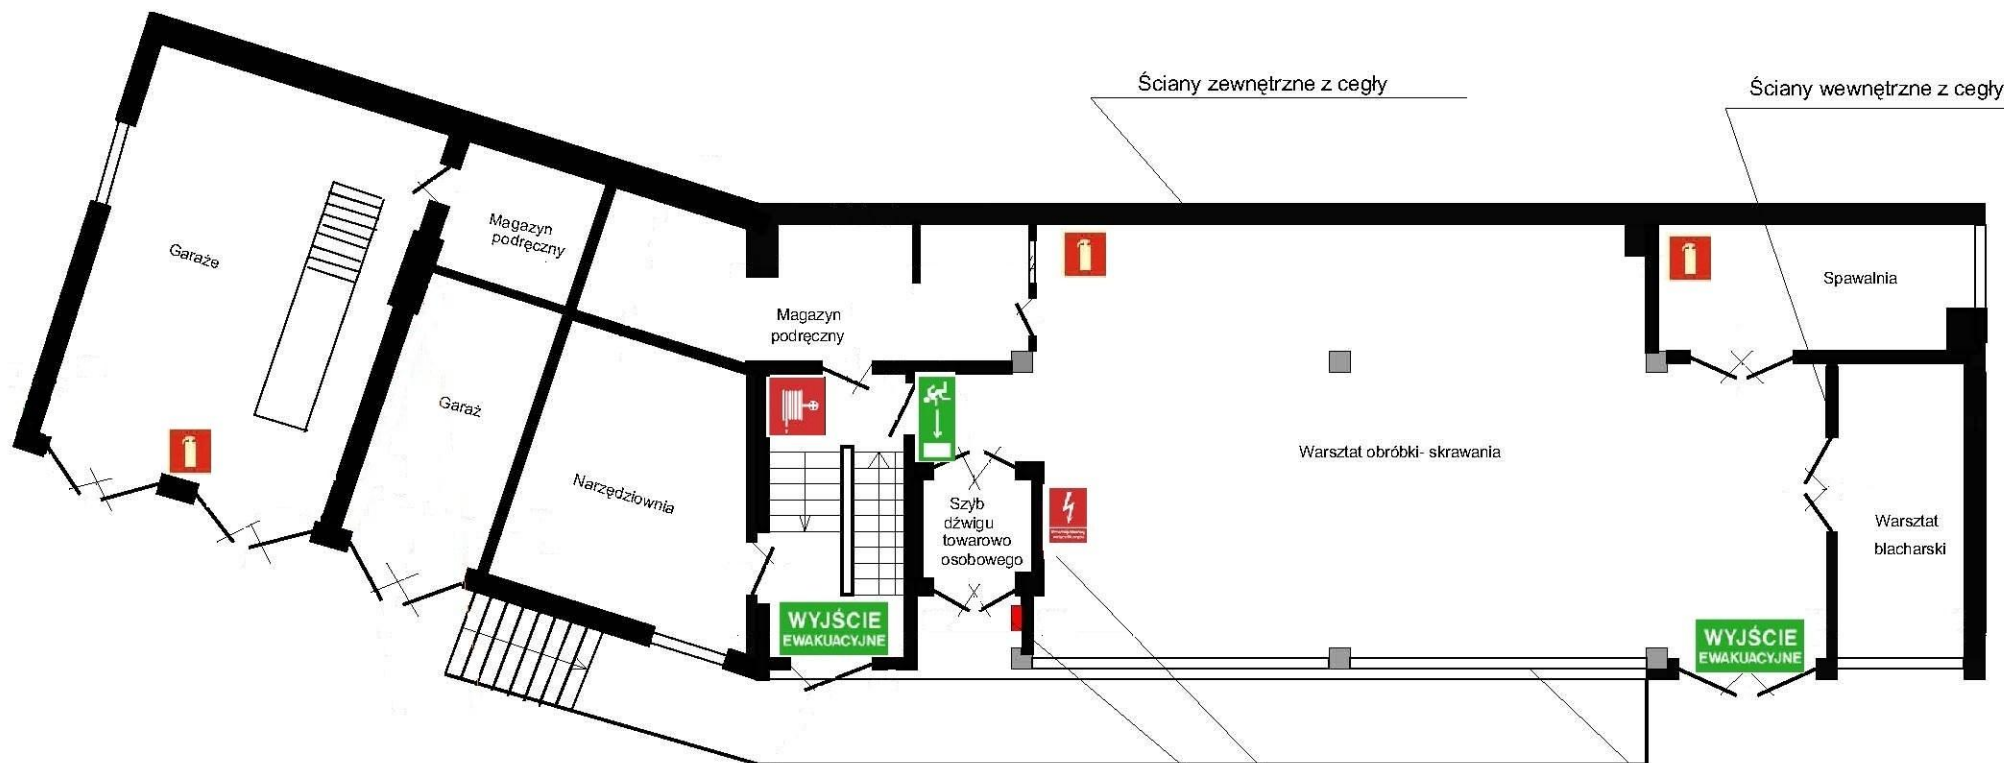 Ściany zewnętrzne z cegły
Ściany wewnętrzne z cegły
Garaże
Magazyn
podręczny
Magazyn
podręczny
Spawalnia
Garaż
Narzędziownia
Warsztat obróbki- skrawania
Szyb
dźwigu
towarowo
osobowego
Warsztat
blacharski
WYJŚCIE
EWAKUACYJNE
WYJŚCIE
EWAKUACYJNE